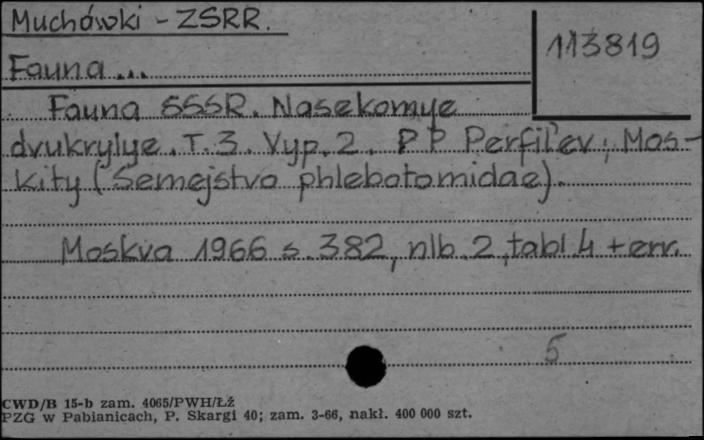 Muchówki - ZSRR.
113819
Fauna...
Fauna SSSR. Nasekomye
dvukrylye. T. 3. Vyp. 2. P P Perfil'ev; Mos-
kity (Semejstvo phlebotomidae).
Moskva 1966 s. 382, nlb. 2, tabl 4 + err.
5
CWD/B 15-b zam. 4065/PWH/Łź
PZG w Pabianicach, P. Skargi 40; zam. 3-66, nakł. 400 000 szt.